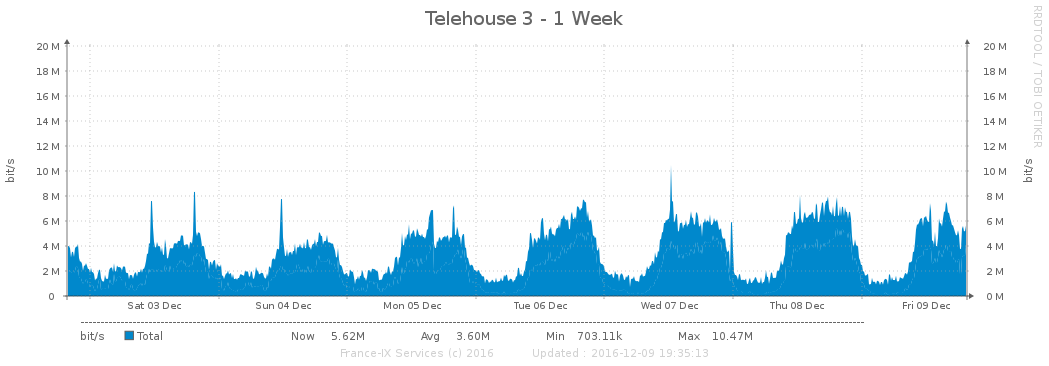 Telehouse 3 - 1 Week
RRDTOOL / TOBI OETIKER
20 M 20 M
18 M 18 M
16 M 16 M
14 M 14 M
12 M 12 M
10 M 10 M
8 M 8 M
6 M 6 M
4 M 4 M
2 M 2 M
0 0 M
bit/s bit/s
Sat 03 Dec Sun 04 Dec Mon 05 Dec Tue 06 Dec Wed 07 Dec Thu 08 Dec Fri 09 Dec
bit/s Total Now 5.62M Avg 3.60M Min 703.11k Max 10.47M
France-IX Services (c) 2016 Updated : 2016-12-09 19:35:13